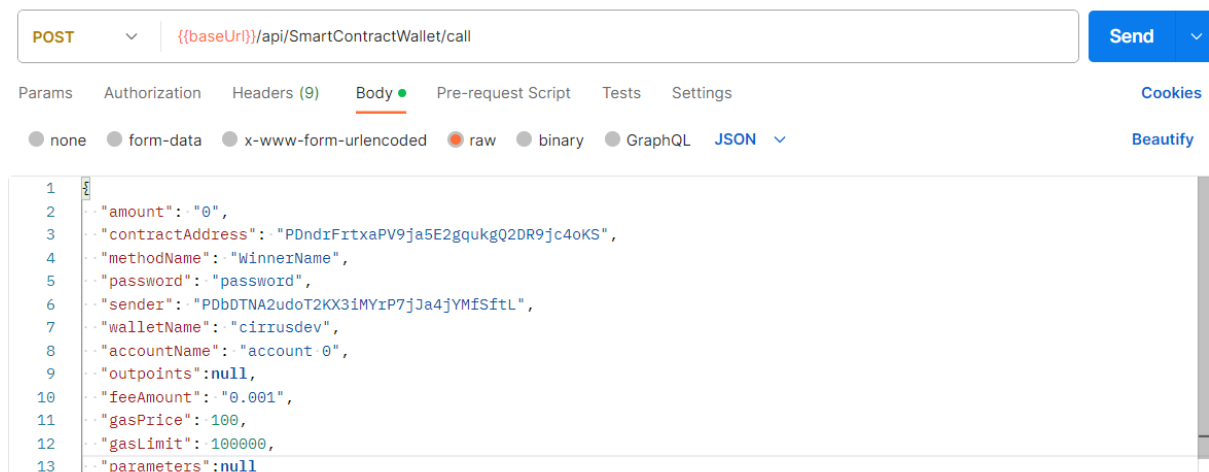 POST {{baseUrl}}/api/SmartContractWallet/call Send
Params Authorization Headers (9) Body Pre-request Script Tests Settings Cookies
none form-data x-www-form-urlencoded raw binary GraphQL JSON Beautify
1 {
2 "amount": "0",
3 "contractAddress": "PDndrFrtxaPV9ja5E2gqukgQ2DR9jc4oKS",
4 "methodName": "WinnerName",
5 "password": "password",
6 "sender": "PDbDTNA2udoT2KX3iMYrP7jJa4jYMfSftL",
7 "walletName": "cirrusdev",
8 "accountName": "account 0",
9 "outpoints":null,
10 "feeAmount": "0.001",
11 "gasPrice": 100,
12 "gasLimit": 100000,
13 "parameters":null